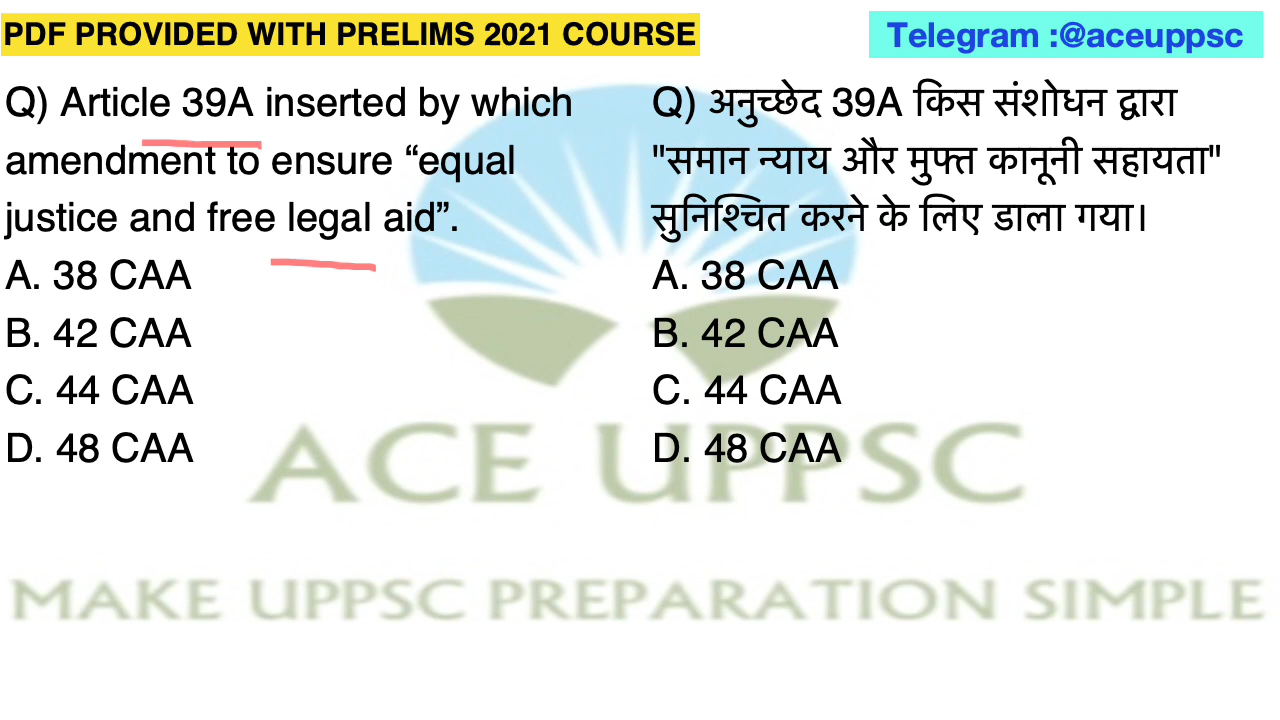 PDF PROVIDED WITH PRELIMS 2021 COURSE
Telegram :@aceuppsc
Q) Article 39A inserted by which
amendment to ensure “equal
justice and free legal aid”.
A. 38 CAA
B. 42 CAA
C. 44 CAA
D. 48 CAA
Q) अनुच्छेद 39A किस संशोधन द्वारा
"समान न्याय और मुफ्त कानूनी सहायता"
सुनिश्चित करने के लिए डाला गया।
A. 38 CAA
B. 42 CAA
C. 44 CAA
D. 48 CAA
ACE UPPSC
MAKE UPPSC PREPARATION SIMPLE